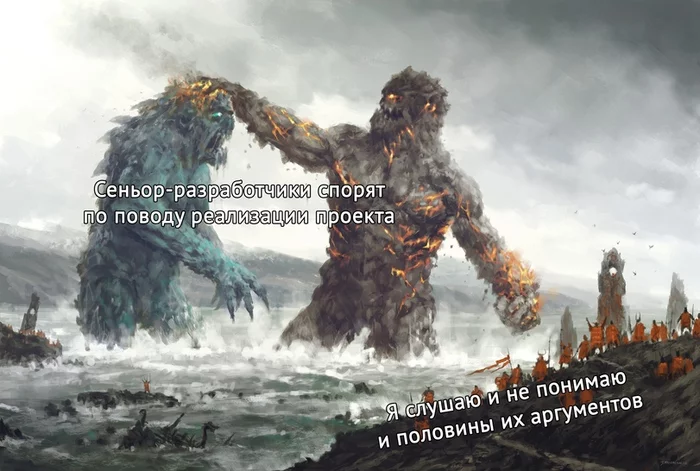 Сеньор-разработчики спорят
по поводу реализации проекта
Я слушаю и не понимаю
и половины их аргументов